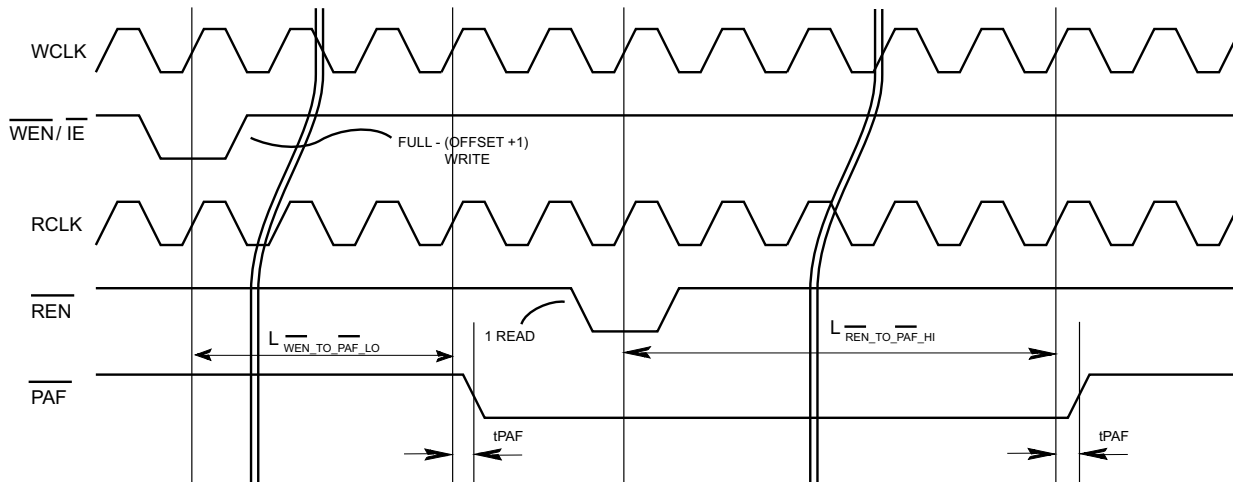 WCLK
WEN/ IE
FULL - (OFFSET +1)
WRITE
RCLK
REN
1 READ
L WEN_TO_PAF_LO
L REN_TO_PAF_HI
PAF
tPAF
tPAF